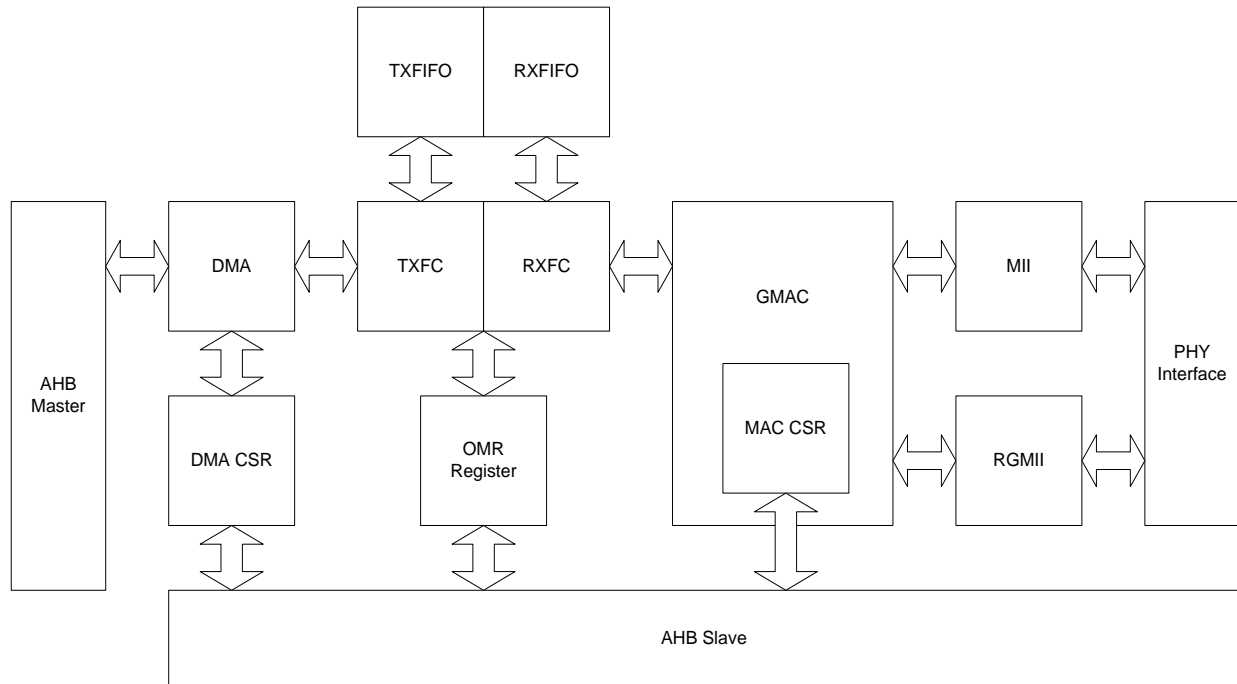 TXFIFO
RXFIFO
AHB
Master
DMA
TXFC
RXFC
GMAC
MII
PHY
Interface
DMA CSR
OMR
Register
MAC CSR
RGMII
AHB Slave